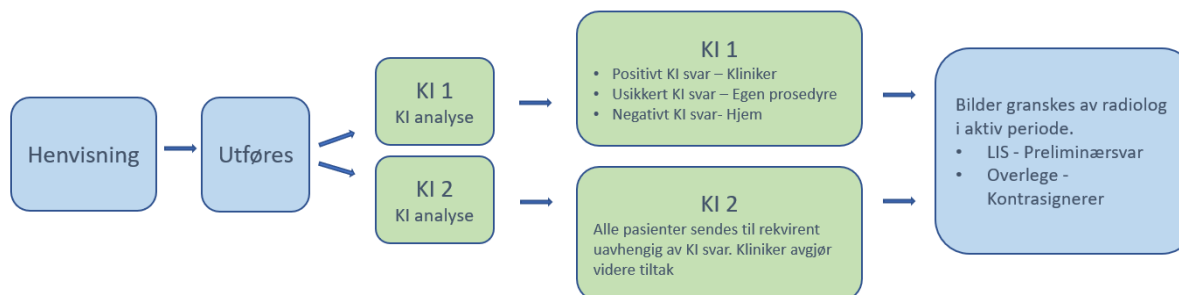 Henvisning
Utføres
KI 1
KI analyse
KI 2
KI analyse
KI 1
• Positivt KI svar – Kliniker
• Usikkert KI svar – Egen prosedyre
• Negativt KI svar- Hjem
KI 2
Alle pasienter sendes til rekvirent
uavhengig av KI svar. Kliniker avgjør
videre tiltak
Bilder granskes av radiolog
i aktiv periode.
• LIS - Preliminærsvar
• Overlege -
Kontrasignerer